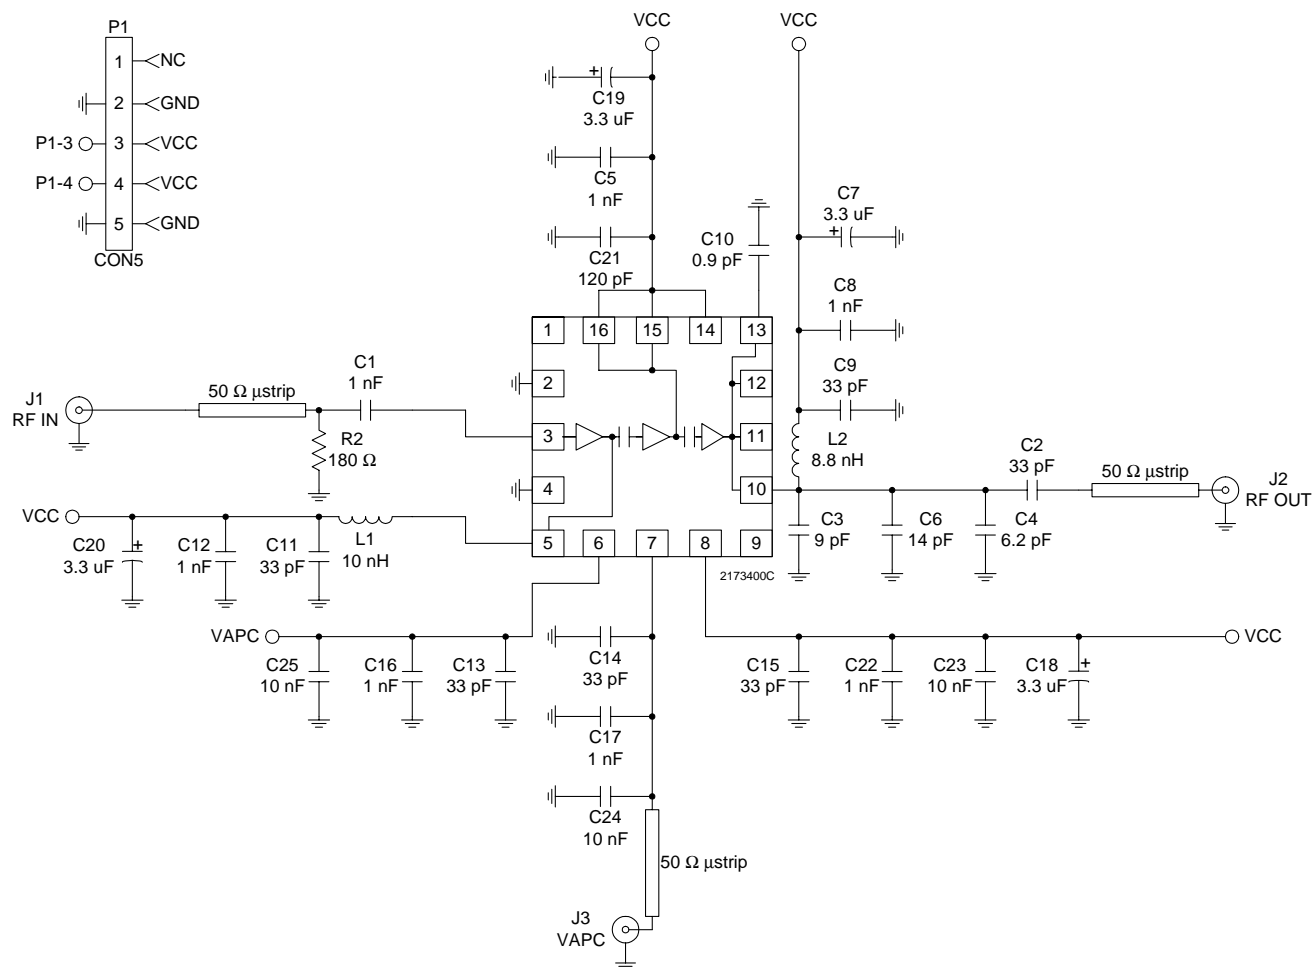 P1
1
NC
2
GND
P1-3
3
VCC
P1-4
4
VCC
5
GND
CON5
VCC
VCC
C19
3.3 uF
C5
1 nF
C21
120 pF
C10
0.9 pF
C7
3.3 uF
C8
1 nF
C9
33 pF
L2
8.8 nH
1
16
15
14
13
2
12
3
11
4
10
5
6
7
8
9
2173400C
J1
RF IN
50 Ω µstrip
C1
1 nF
R2
180 Ω
VCC
C20
3.3 uF
C12
1 nF
C11
33 pF
L1
10 nH
C3
9 pF
C6
14 pF
C4
6.2 pF
C2
33 pF
50 Ω µstrip
J2
RF OUT
VAPC
C25
10 nF
C16
1 nF
C13
33 pF
C14
33 pF
C17
1 nF
C24
10 nF
C15
33 pF
C22
1 nF
C23
10 nF
C18
3.3 uF
VCC
50 Ω µstrip
J3
VAPC